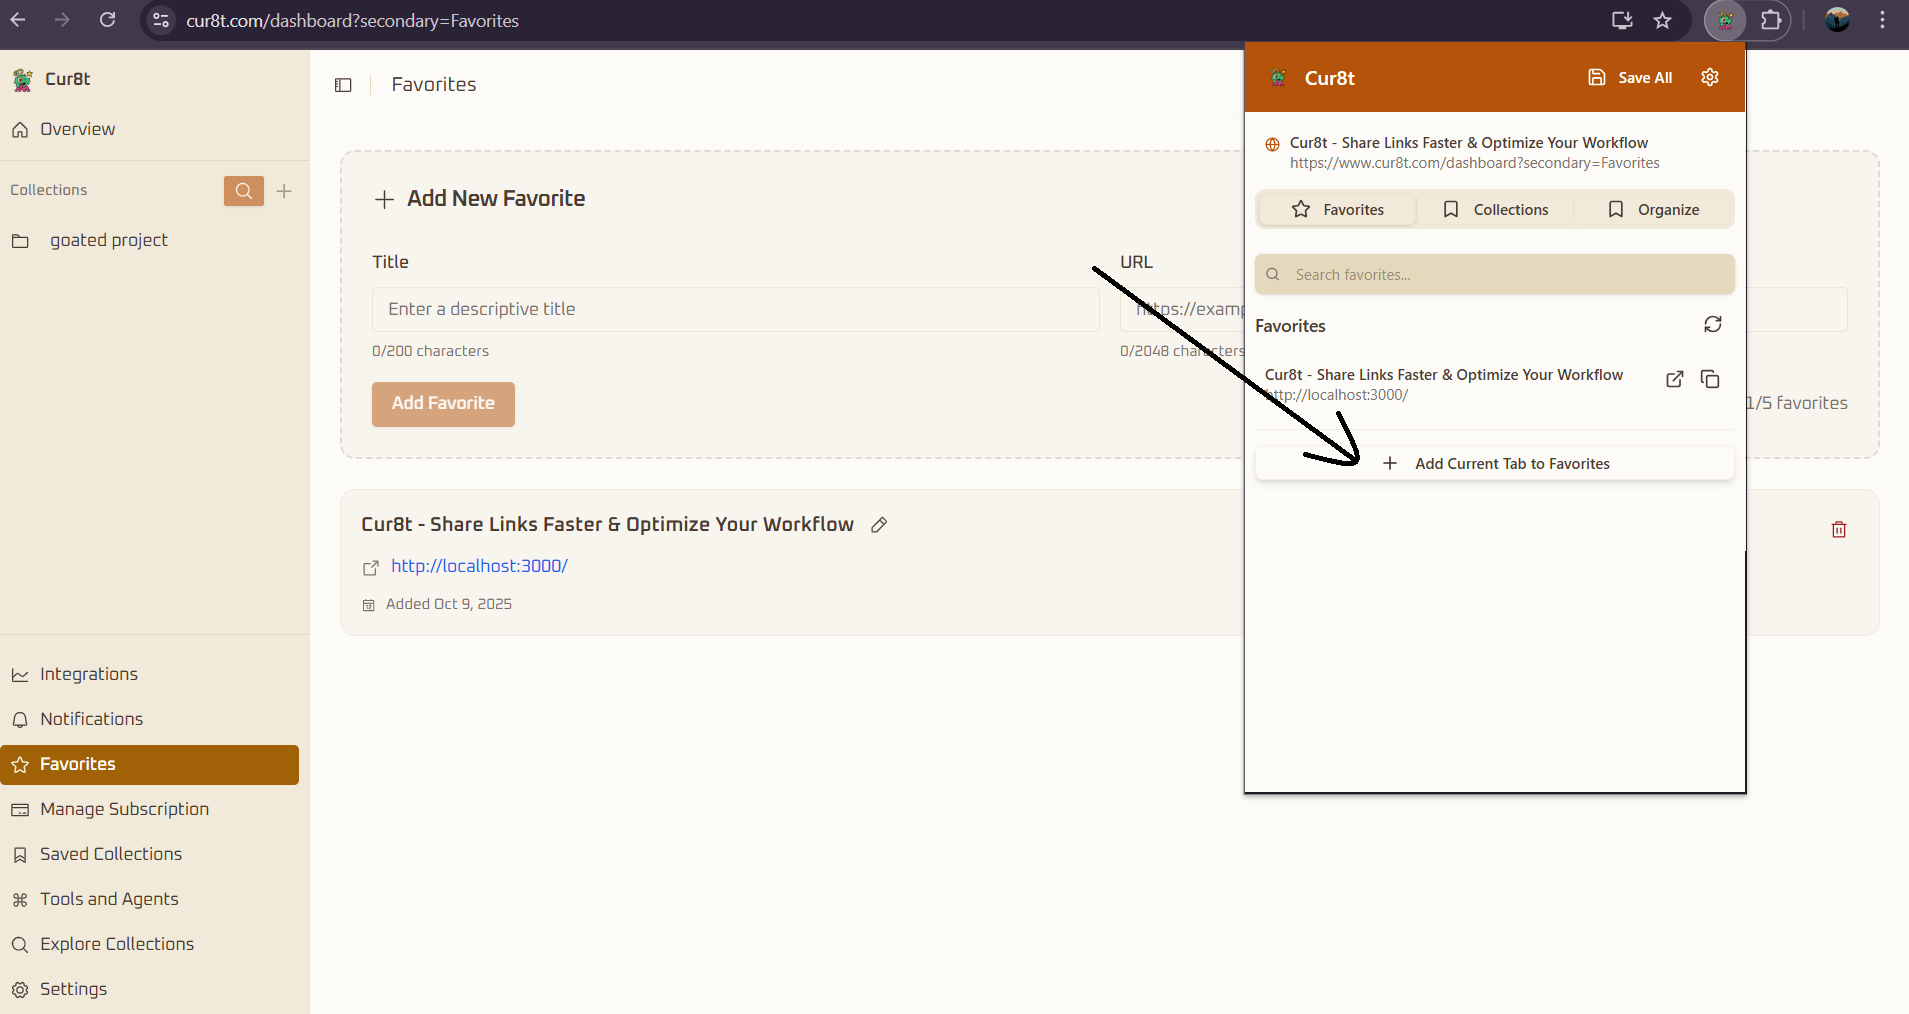 cur8t.com/dashboard?secondary=Favorites
Cur8t
Overview
Collections
goated project
Integrations
Notifications
Favorites
Manage Subscription
Saved Collections
Tools and Agents
Explore Collections
Settings
Favorites
Add New Favorite
Title
URL
Enter a descriptive title
https://examp
0/200 characters
0/2048 characters
Add Favorite
1/5 favorites
Cur8t - Share Links Faster & Optimize Your Workflow
http://localhost:3000/
Added Oct 9, 2025
Cur8t
Save All
Cur8t - Share Links Faster & Optimize Your Workflow
https://www.cur8t.com/dashboard?secondary=Favorites
Favorites
Collections
Organize
Search favorites...
Favorites
Cur8t - Share Links Faster & Optimize Your Workflow
http://localhost:3000/
Add Current Tab to Favorites